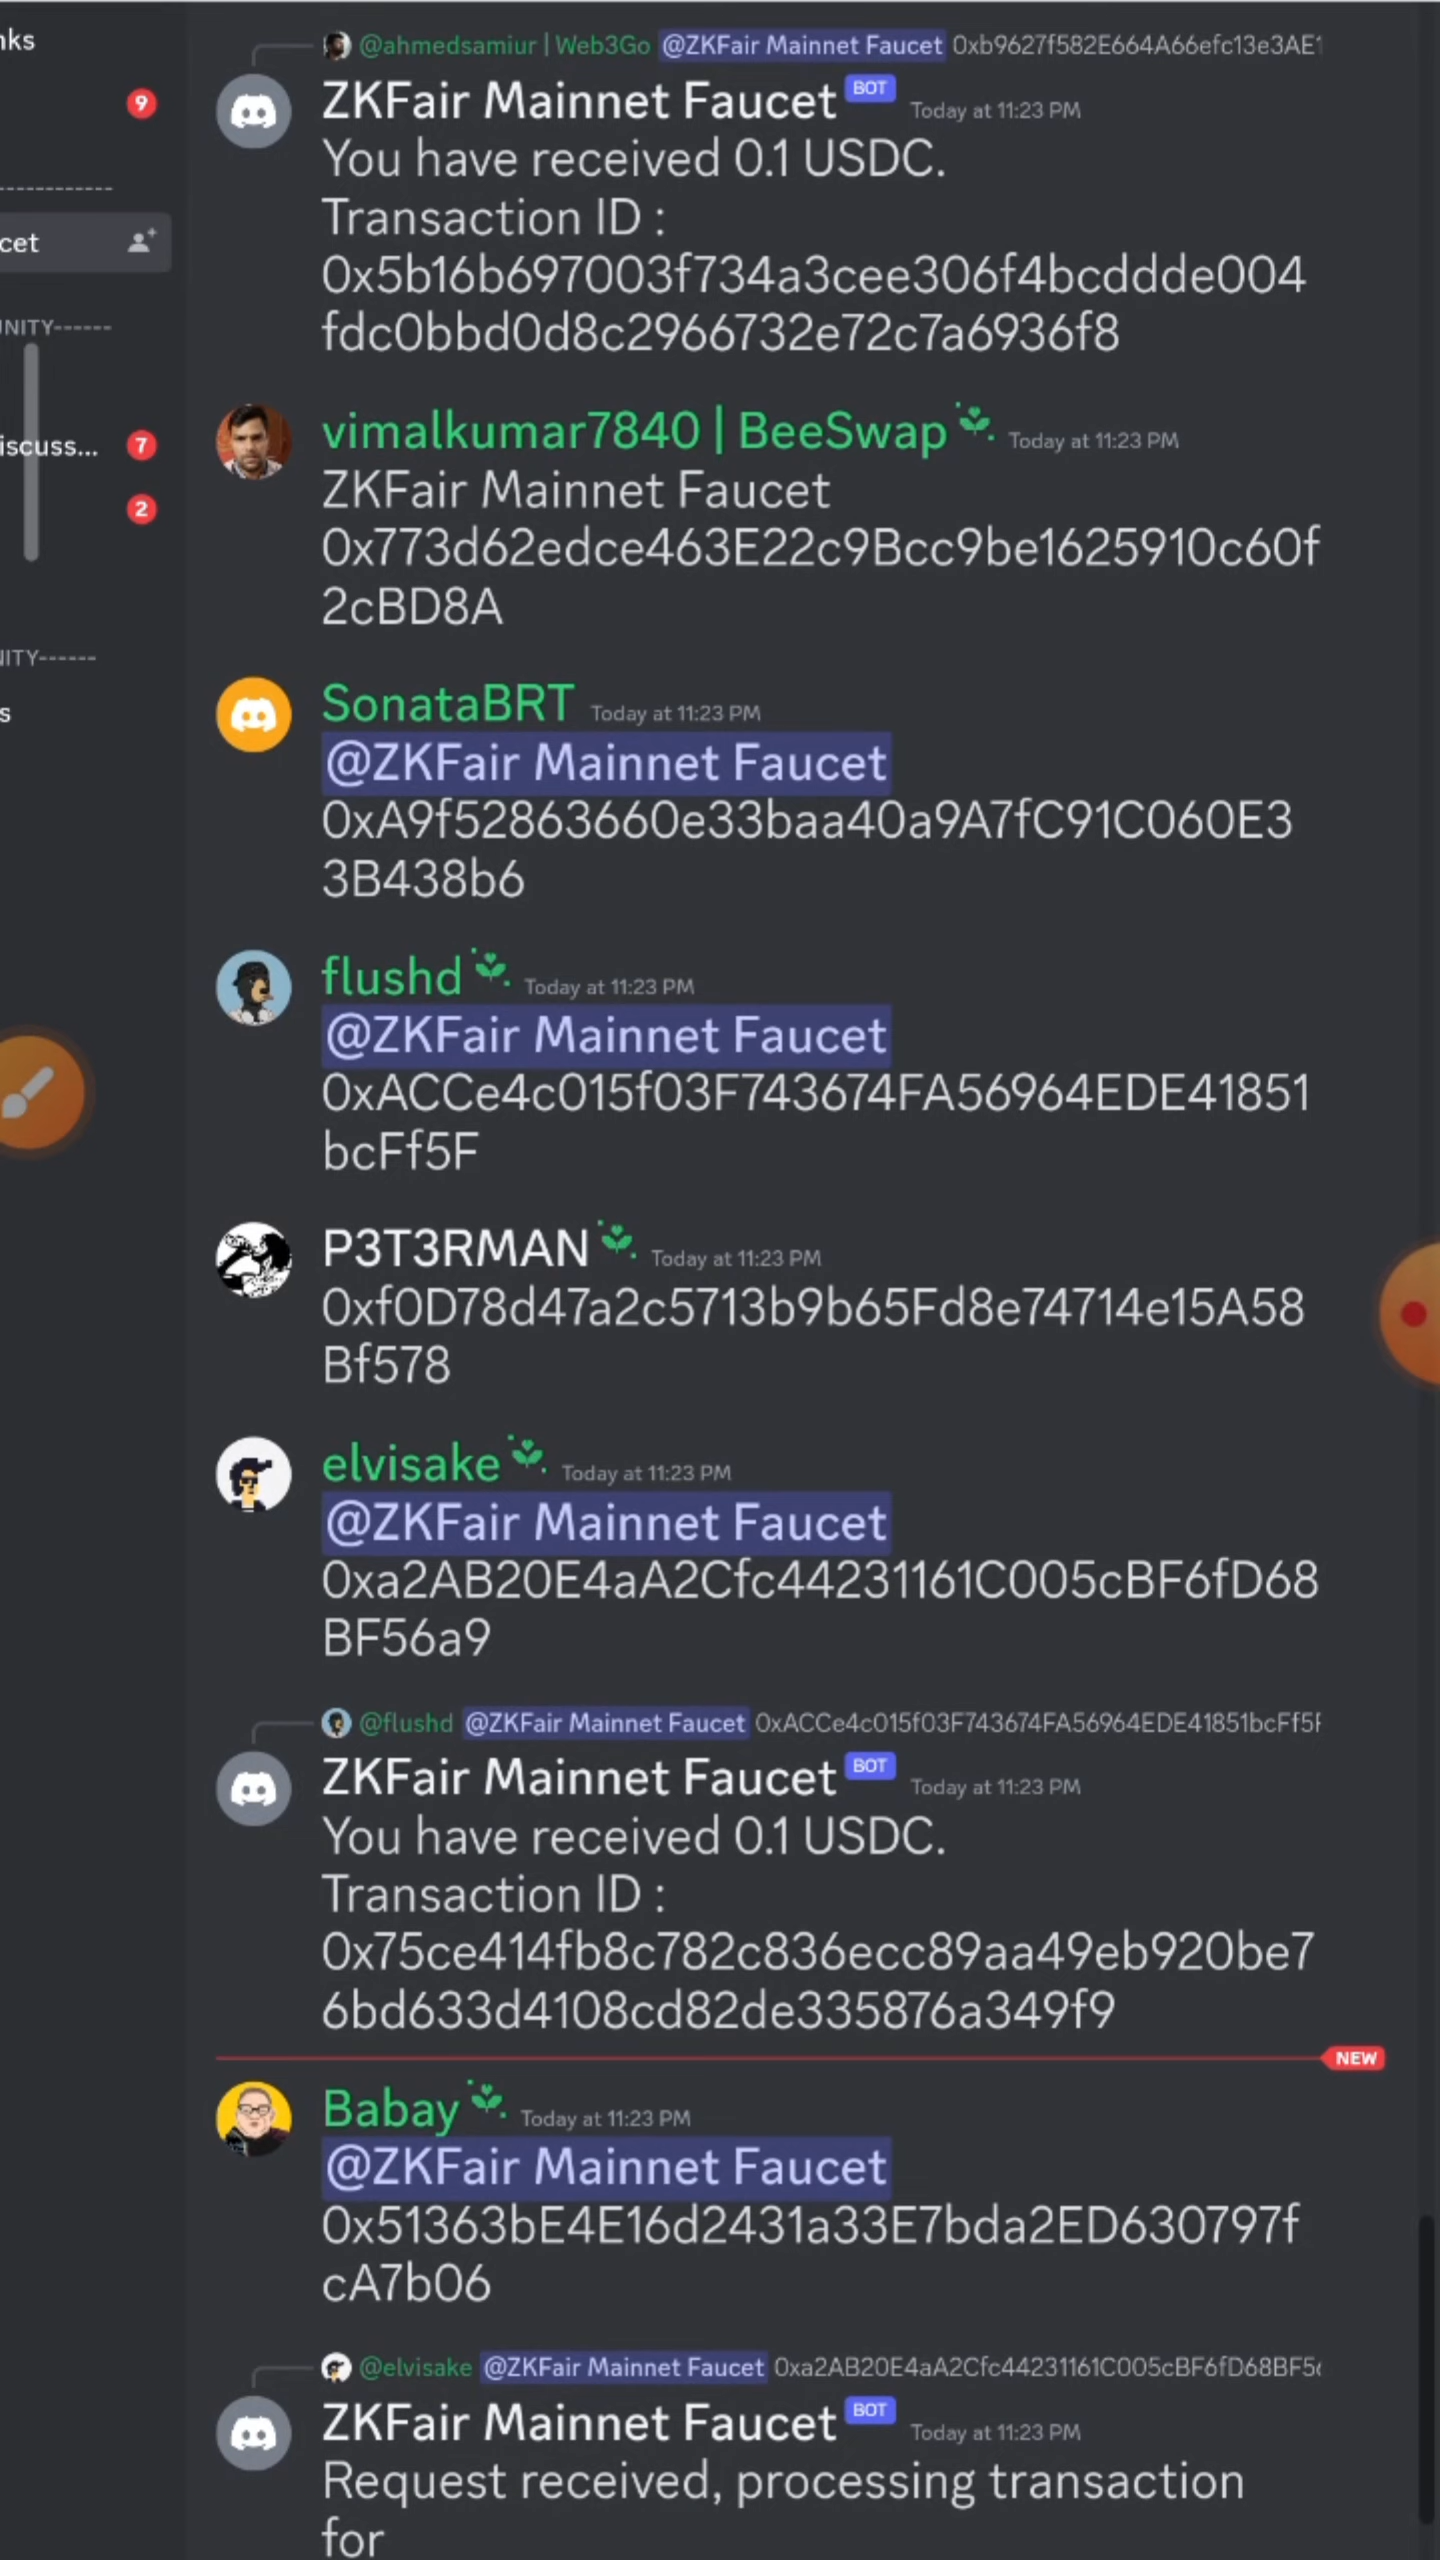 nks
@ahmedsamiur | Web3Go @ZKFair Mainnet Faucet 0xb9627f582E664A66efc13e3AE1
9
ZKFair Mainnet Faucet BOT Today at 11:23 PM
You have received 0.1 USDC.
Transaction ID :
cet
0x5b16b697003f734a3cee306f4bcddde004
fdc0bbd0d8c2966732e72c7a6936f8
NITY------
vimalkumar7840 | BeeSwap Today at 11:23 PM
iscuss... 7
ZKFair Mainnet Faucet
2
0x773d62edce463E22c9Bcc9be1625910c60f
2cBD8A
ITY------
SonataBRT Today at 11:23 PM
s
@ZKFair Mainnet Faucet
0xA9f52863660e33baa40a9A7fC91C060E3
3B438b6
flushd Today at 11:23 PM
@ZKFair Mainnet Faucet
0xACCe4c015f03F743674FA56964EDE41851
bcFf5F
P3T3RMAN Today at 11:23 PM
0xf0D78d47a2c5713b9b65Fd8e74714e15A58
Bf578
elvisake Today at 11:23 PM
@ZKFair Mainnet Faucet
0xa2AB20E4aA2Cfc44231161C005cBF6fD68
BF56a9
@flushd @ZKFair Mainnet Faucet 0xACCe4c015f03F743674FA56964EDE41851bcFf5F
ZKFair Mainnet Faucet BOT Today at 11:23 PM
You have received 0.1 USDC.
Transaction ID :
0x75ce414fb8c782c836ecc89aa49eb920be7
6bd633d4108cd82de335876a349f9
NEW
Babay Today at 11:23 PM
@ZKFair Mainnet Faucet
0x51363bE4E16d2431a33E7bda2ED630797f
cA7b06
@elvisake @ZKFair Mainnet Faucet 0xa2AB20E4aA2Cfc44231161C005cBF6fD68BF5
ZKFair Mainnet Faucet BOT Today at 11:23 PM
Request received, processing transaction
for